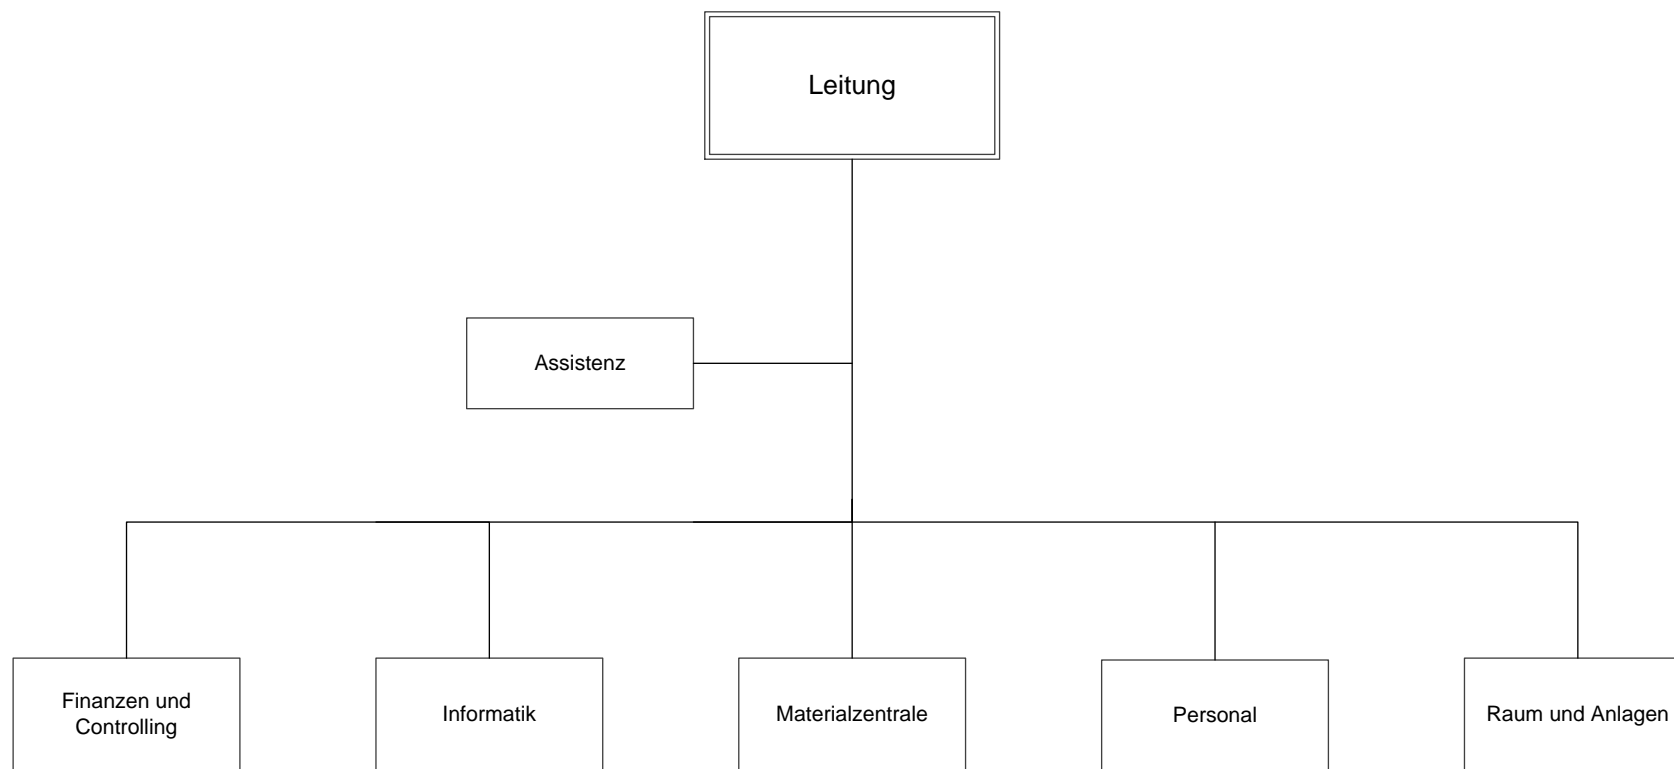 Leitung
Assistenz
Finanzen und
Controlling
Informatik
Materialzentrale
Personal
Raum und Anlagen